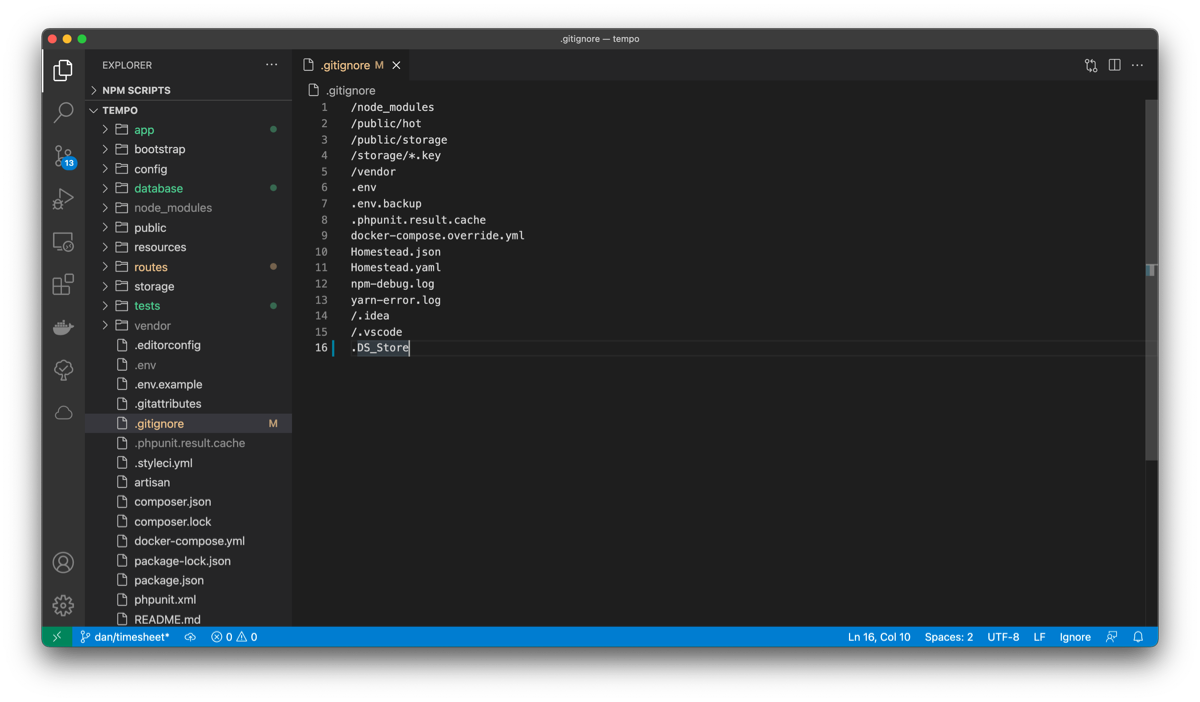 .gitignore — tempo
EXPLORER
NPM SCRIPTS
TEMPO
app
bootstrap
config
database
node_modules
public
resources
routes
storage
tests
vendor
.editorconfig
.env
.env.example
.gitattributes
.gitignore M
.phpunit.result.cache
.styleci.yml
artisan
composer.json
composer.lock
docker-compose.yml
package-lock.json
package.json
phpunit.xml
README.md
13
.gitignore M
.gitignore
1 /node_modules
2 /public/hot
3 /public/storage
4 /storage/*.key
5 /vendor
6 .env
7 .env.backup
8 .phpunit.result.cache
9 docker-compose.override.yml
10 Homestead.json
11 Homestead.yaml
12 npm-debug.log
13 yarn-error.log
14 /.idea
15 /.vscode
16 .DS_Store
dan/timesheet* 0 0 Ln 16, Col 10 Spaces: 2 UTF-8 LF Ignore